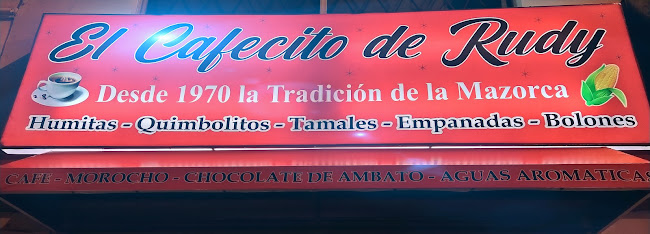 El Cafecito de Rudy
Desde 1970 la Tradición de la Mazorca
Humitas - Quimbolitos - Tamales - Empanadas - Bolones
CAFE - MOROCHO - CHOCOLATE DE AMBATO - AGUAS AROMATICAS